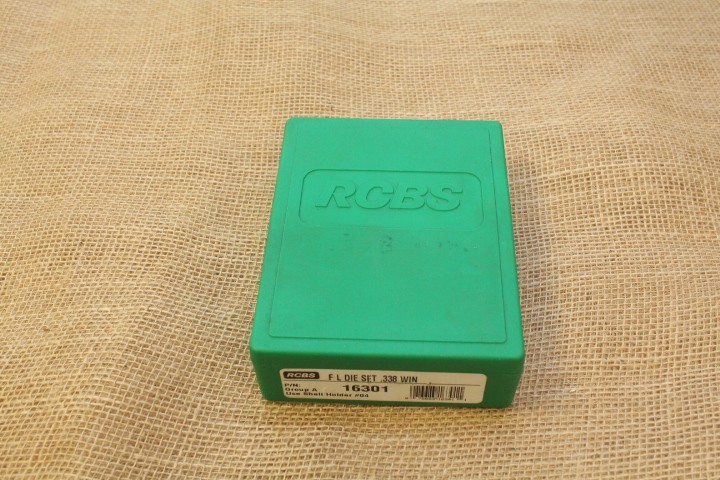 RCBS
RCBS F L DIE SET .338 WIN
P/N:
Group A 16301
Use Shell Holder #04